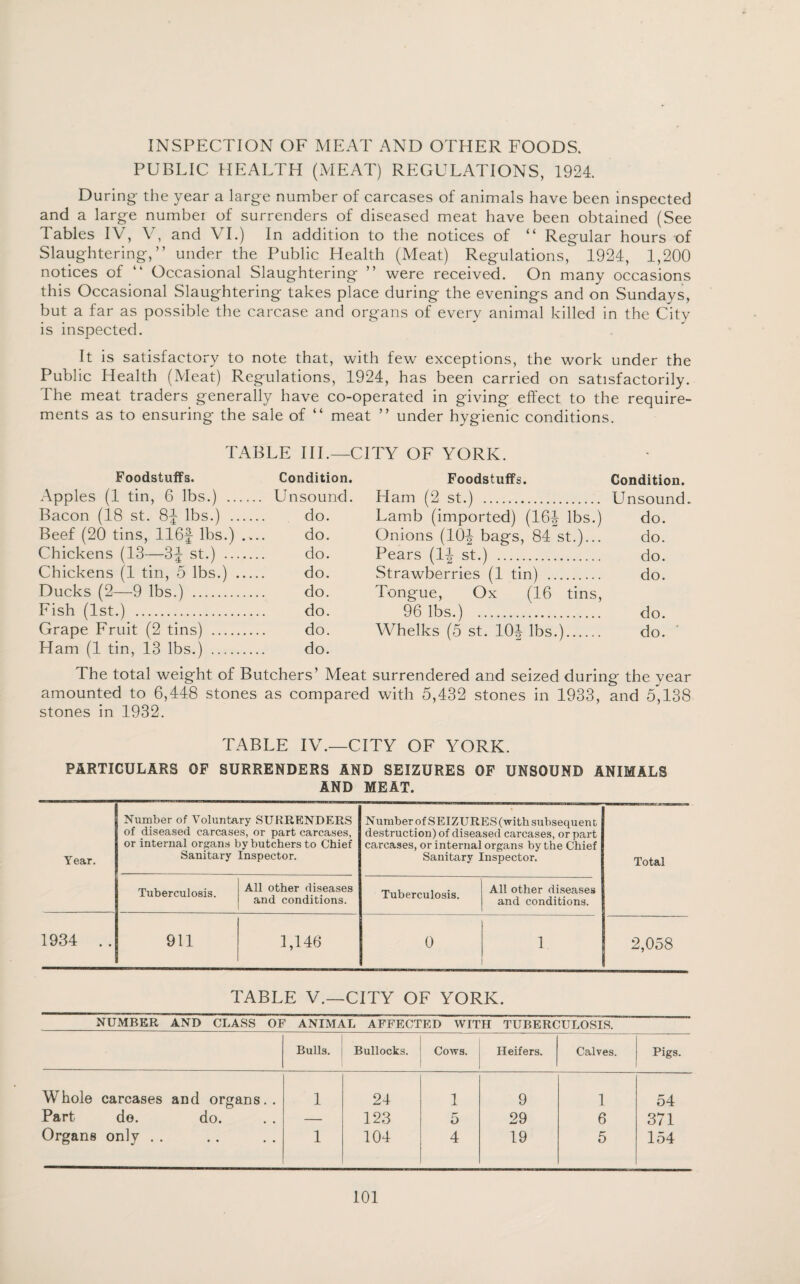 INSPECTION OF MEAT AND OTHER FOODS.
PUBLIC HEALTH (MEAT) REGULATIONS, 1924.
During the year a large number of carcases of animals have been inspected
and a large number of surrenders of diseased meat have been obtained (See
Tables IV, V, and VI.) In addition to the notices of “ Regular hours of
Slaughtering,” under the Public Health (Meat) Regulations, 1924, 1,200
notices of “ Occasional Slaughtering ” were received. On many occasions
this Occasional Slaughtering takes place during the evenings and on Sundays,
but a far as possible the carcase and organs of every animal killed in the City
is inspected.
It is satisfactory to note that, with few exceptions, the work under the
Public Health (Meat) Regulations, 1924, has been carried on satisfactorily.
The meat traders generally have co-operated in giving effect to the require-
ments as to ensuring the sale of “ meat ” under hygienic conditions.
TABLE III.—CITY OF YORK.
Foodstuffs. Condition. Foodstuffs. Condition.
Apples (1 tin, 6 lbs.) ...... Unsound. Ham (2 st.) .................... Unsound.
Bacon (18 st. 8¼ lbs.) ...... do. Lamb (imported) (16½ lbs.) do.
Beef (20 tins, 116¾ lbs.) .... do. Onions (10½ bags, 84 st.)... do.
Chickens (13—3¼ st.) ........ do. Pears (1½ st.) .................. do.
Chickens (1 tin, 5 lbs.) ..... do. Strawberries (1 tin) .......... do.
Ducks (2—9 lbs.) ............. do. Tongue, Ox (16 tins,
Fish (1st.) ...................... do. 96 lbs.) ..................... do.
Grape Fruit (2 tins) .......... do. Whelks (5 st. 10½ lbs.)...... do.
Ham (1 tin, 13 lbs.) .......... do.
The total weight of Butchers’ Meat surrendered and seized during the year
amounted to 6,448 stones as compared with 5,432 stones in 1933, and 5,138
stones in 1932.
TABLE IV.—CITY OF YORK.
PARTICULARS OF SURRENDERS AND SEIZURES OF UNSOUND ANIMALS
AND MEAT.
Year.
Number of Voluntary SURRENDERS
of diseased carcases, or part carcases,
or internal organs by butchers to Chief
Sanitary Inspector.
Number of SEIZURES (with subsequent
destruction) of diseased carcases, or part
carcases, or internal organs by the Chief
Sanitary Inspector.
Total
Tuberculosis. All other diseases
and conditions.
Tuberculosis. All other diseases
and conditions.
1934 .. 911 1,146 0 1 2,058
TABLE V.—CITY OF YORK.
NUMBER AND CLASS OF ANIMAL AFFECTED WITH TUBERCULOSIS.
Bulls. Bullocks. Cows. Heifers. Calves. Pigs.
Whole carcases and organs.. 1 24 1 9 1 54
Part do. do. .. — 123 5 29 6 371
Organs only .. .. .. 1 104 4 19 5 154
101